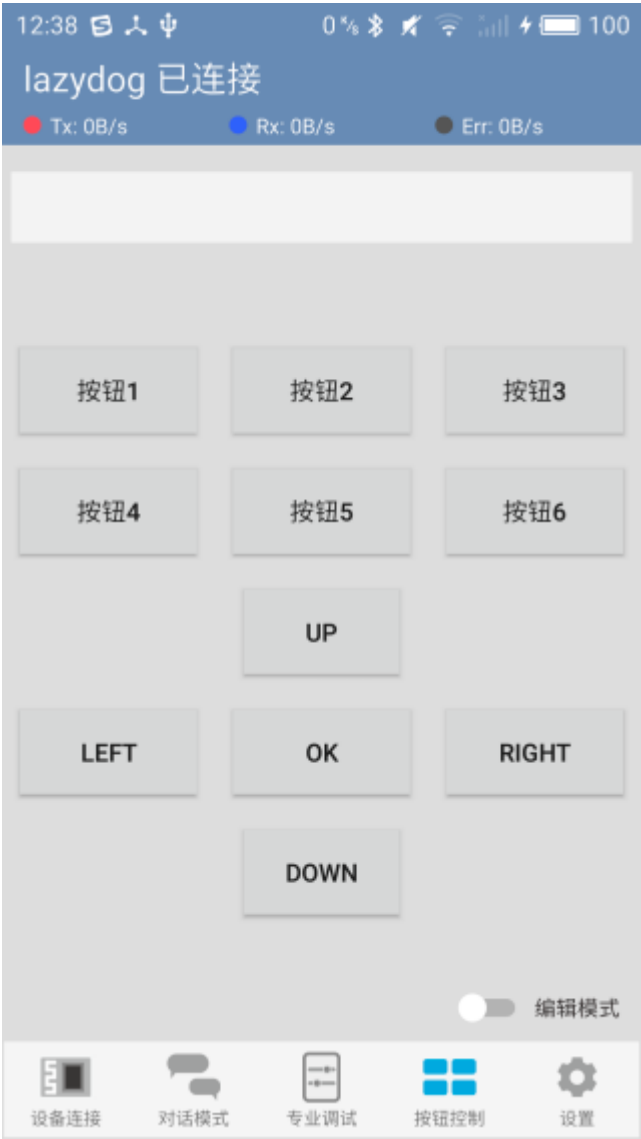 12:38 0 K/s 100
lazydog 已连接
Tx: 0B/s Rx: 0B/s Err: 0B/s
按钮1 按钮2 按钮3
按钮4 按钮5 按钮6
UP
LEFT OK RIGHT
DOWN
编辑模式
设备连接 对话模式 专业调试 按钮控制 设置